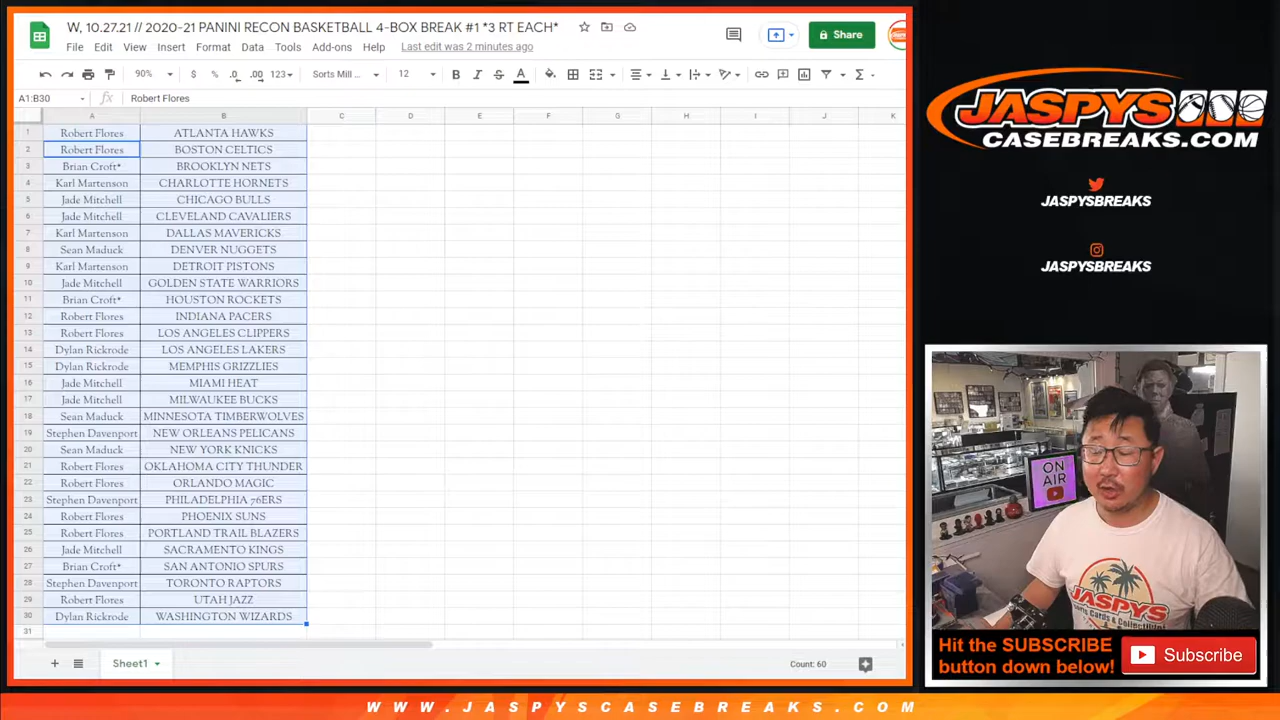 W, 10.27.21 // 2020-21 PANINI RECON BASKETBALL 4-BOX BREAK #1 *3 RT EACH*
File Edit View Insert Format Data Tools Add-ons Help Last edit was 2 minutes ago
Share
90% $ % .0 .00 123 Sorts Mill ... 12 B I S A
A1:B30 fx Robert Flores
A B C D E F G H I J K
1 Robert Flores ATLANTA HAWKS
2 Robert Flores BOSTON CELTICS
3 Brian Croft* BROOKLYN NETS
4 Karl Martenson CHARLOTTE HORNETS
5 Jade Mitchell CHICAGO BULLS
6 Jade Mitchell CLEVELAND CAVALIERS
7 Karl Martenson DALLAS MAVERICKS
8 Sean Maduck DENVER NUGGETS
9 Karl Martenson DETROIT PISTONS
10 Jade Mitchell GOLDEN STATE WARRIORS
11 Brian Croft* HOUSTON ROCKETS
12 Robert Flores INDIANA PACERS
13 Robert Flores LOS ANGELES CLIPPERS
14 Dylan Rickrode LOS ANGELES LAKERS
15 Dylan Rickrode MEMPHIS GRIZZLIES
16 Jade Mitchell MIAMI HEAT
17 Jade Mitchell MILWAUKEE BUCKS
18 Sean Maduck MINNESOTA TIMBERWOLVES
19 Stephen Davenport NEW ORLEANS PELICANS
20 Sean Maduck NEW YORK KNICKS
21 Robert Flores OKLAHOMA CITY THUNDER
22 Robert Flores ORLANDO MAGIC
23 Stephen Davenport PHILADELPHIA 76ERS
24 Robert Flores PHOENIX SUNS
25 Robert Flores PORTLAND TRAIL BLAZERS
26 Jade Mitchell SACRAMENTO KINGS
27 Brian Croft* SAN ANTONIO SPURS
28 Stephen Davenport TORONTO RAPTORS
29 Robert Flores UTAH JAZZ
30 Dylan Rickrode WASHINGTON WIZARDS
31
Sheet1
Count: 60
JASPYS
CASEBREAKS.COM
JASPYSBREAKS
JASPYSBREAKS
ON
AIR
JASPYS
Hit the SUBSCRIBE
button down below!
Subscribe
WWW.JASPYSCASEBREAKS.COM